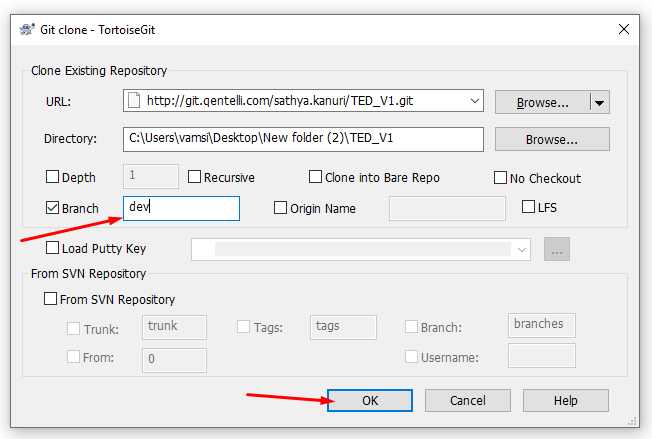 Git clone - TortoiseGit
Clone Existing Repository
URL: http://git.qentelli.com/sathya.kanuri/TED_V1.git Browse...
Directory: C:\Users\vamsi\Desktop\New folder (2)\TED_V1 Browse...
Depth 1 Recursive Clone into Bare Repo No Checkout
Branch dev Origin Name LFS
Load Putty Key ...
From SVN Repository
From SVN Repository
Trunk: trunk Tags: tags Branch: branches
From: 0 Username:
OK Cancel Help